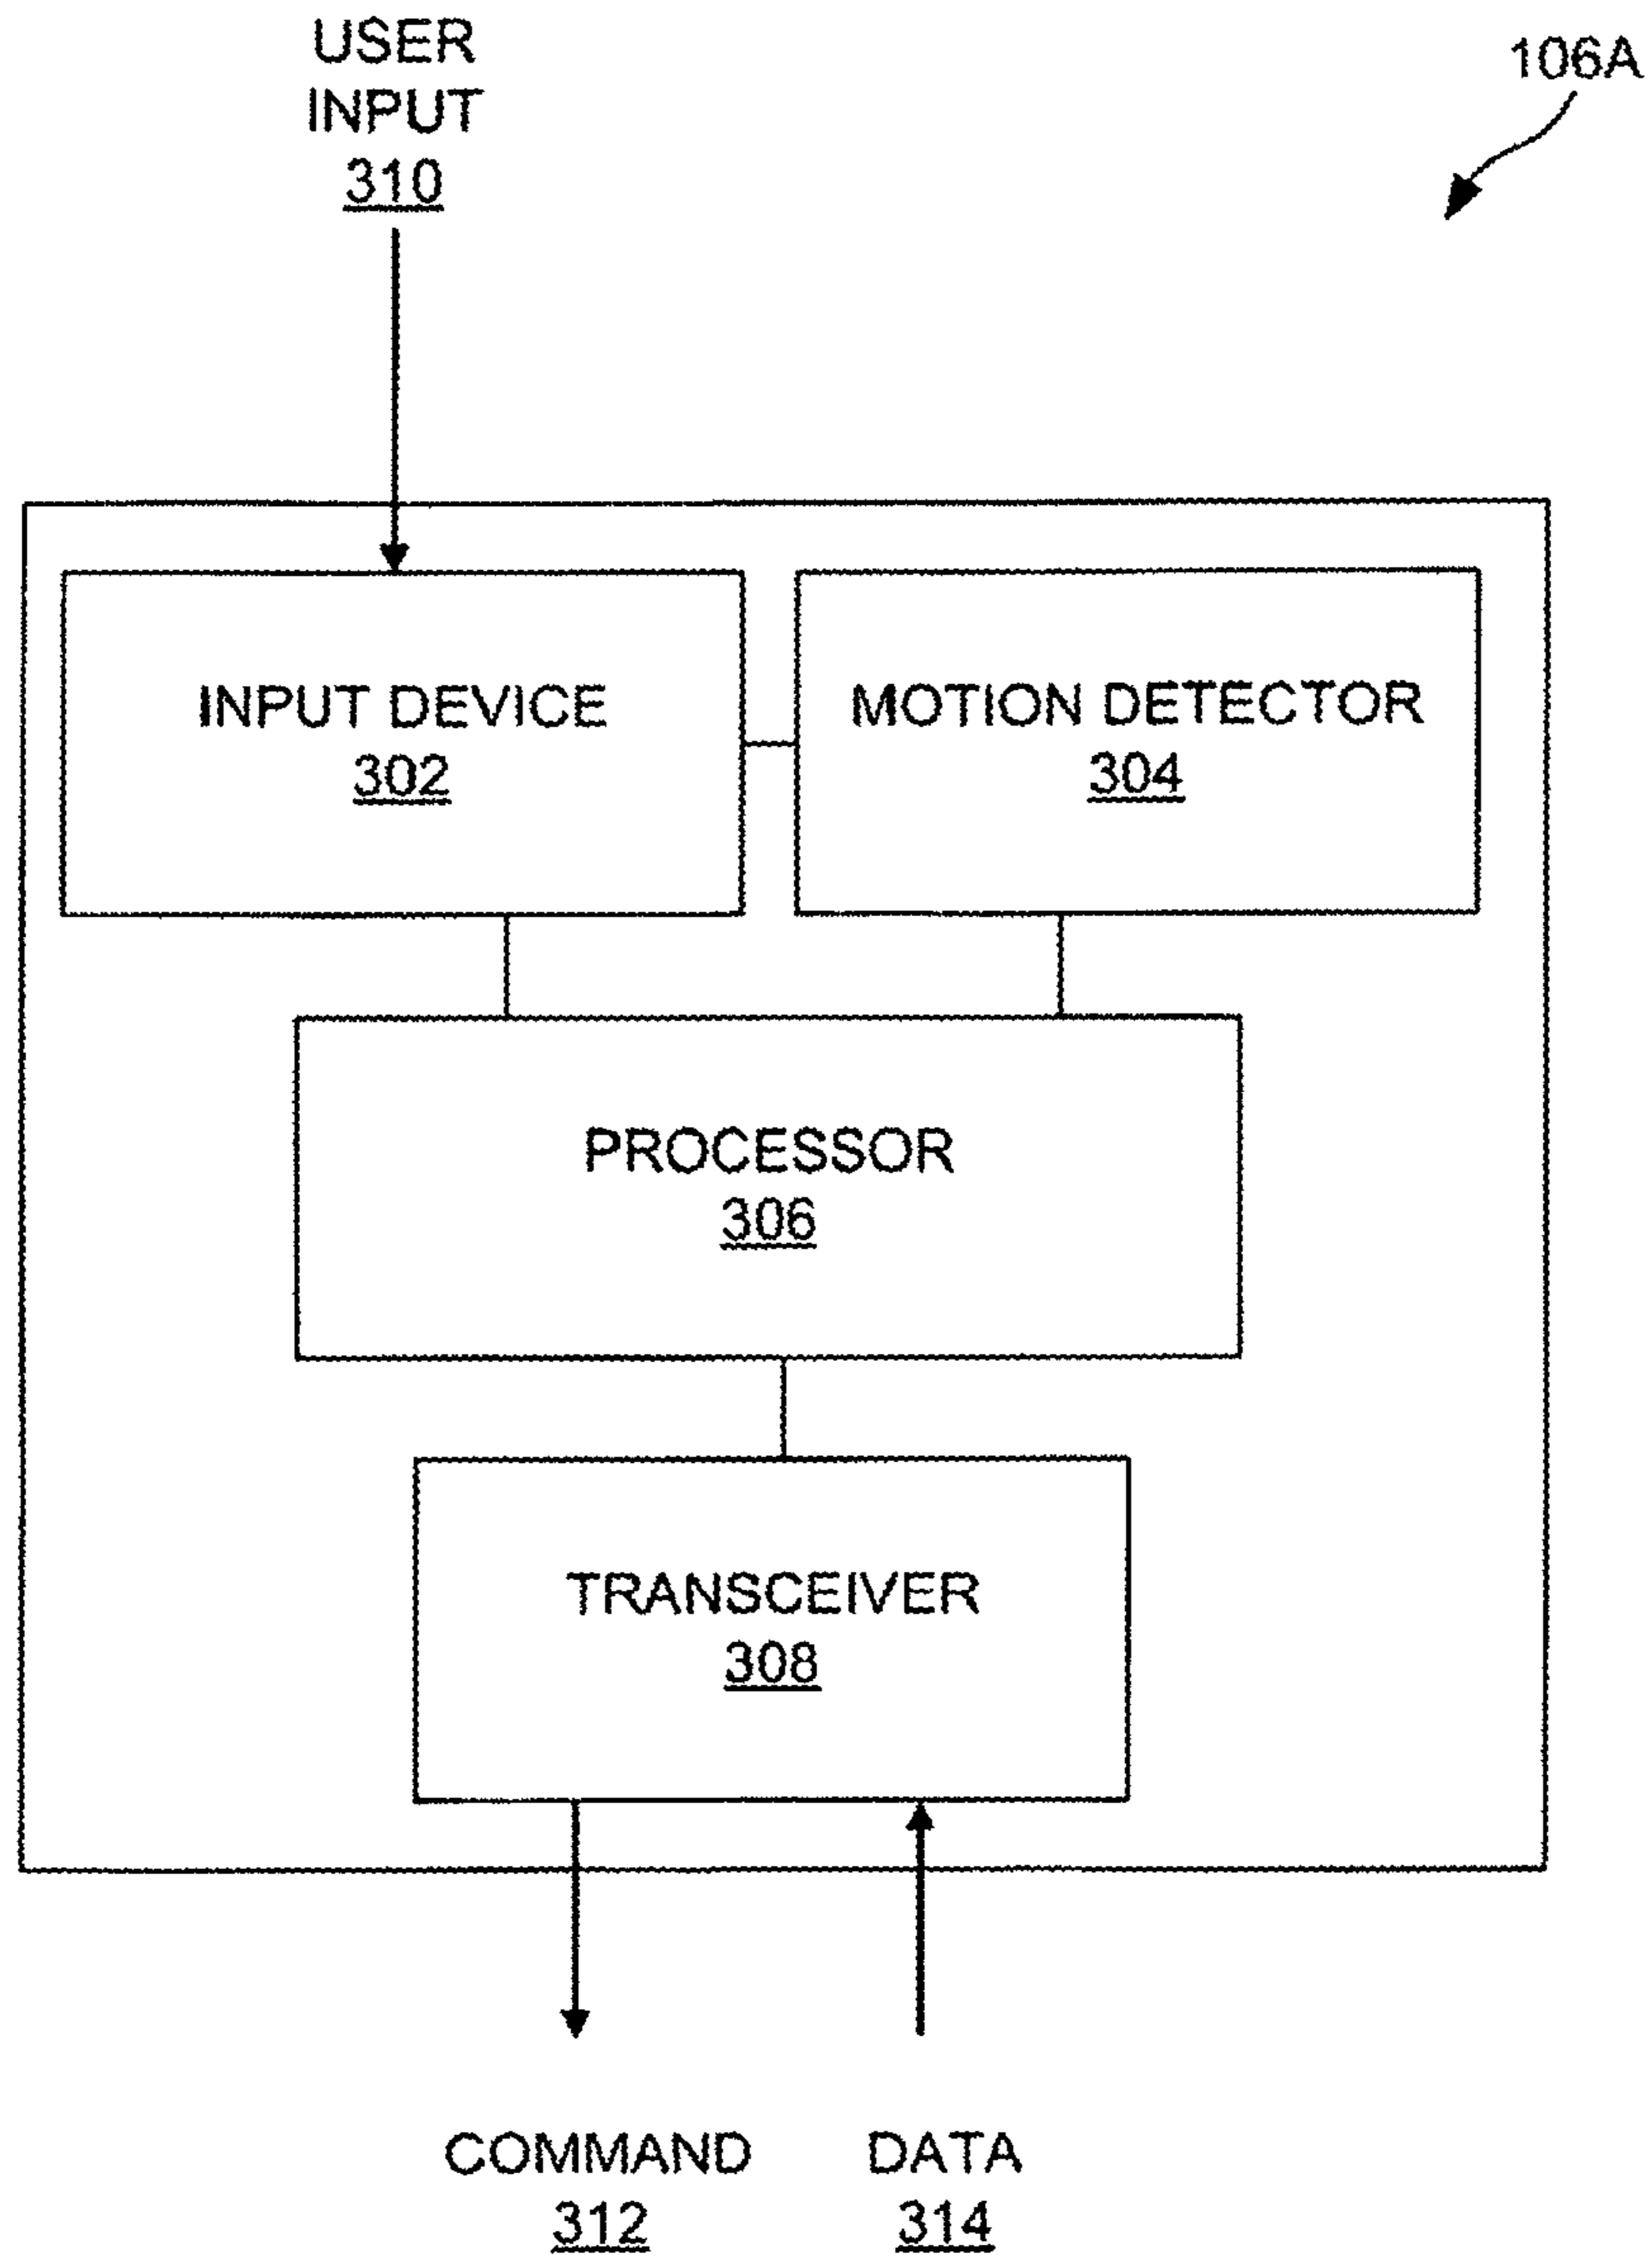 USER
INPUT
310
106A
INPUT DEVICE
302
MOTION DETECTOR
304
PROCESSOR
306
TRANSCEIVER
308
COMMAND
312
DATA
314